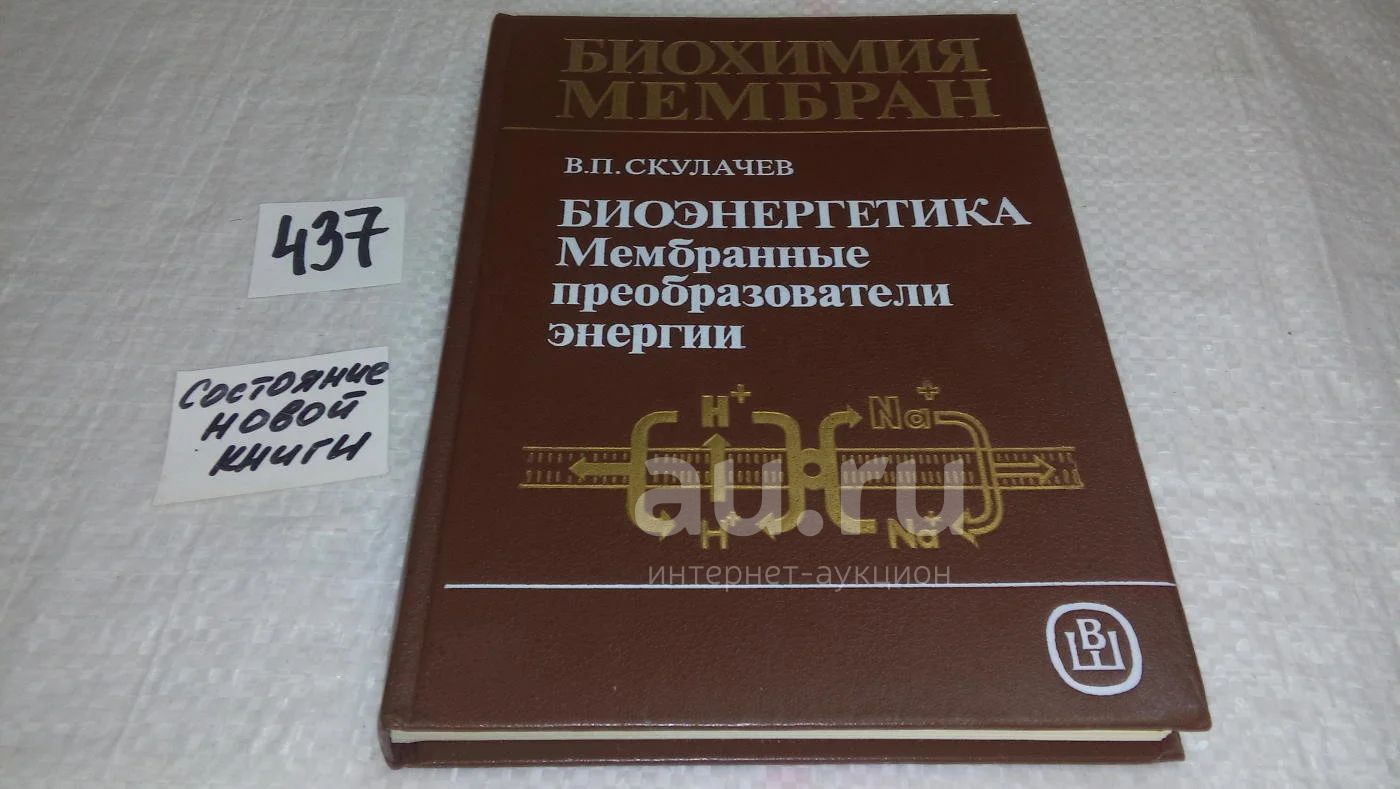 БИОХИМИЯ
МЕМБРАН
В.П. СКУЛАЧЕВ
БИОЭНЕРГЕТИКА
Мембранные
преобразователи
энергии
H⁺
Na⁺
H⁺
Na⁺
au.ru
интернет-аукцион
ВШ
437
Состояние
новой
книги